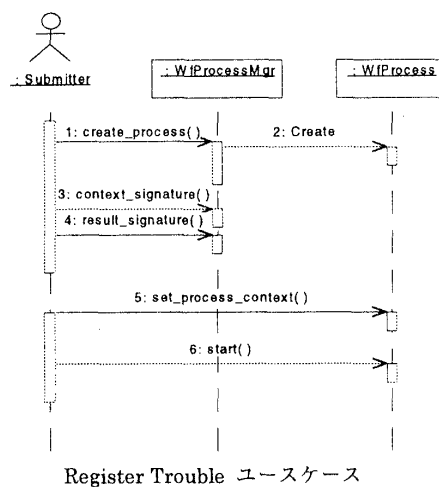 : Submitter
: WfProcessMgr
: WfProcess
1: create_process()
2: Create
3: context_signature()
4: result_signature()
5: set_process_context()
6: start()
Register Trouble ユースケース